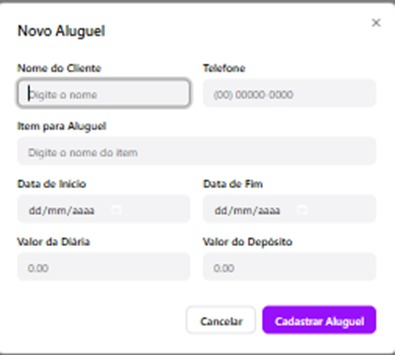 Novo Aluguel
×
Nome do Cliente
Telefone
Digite o nome
(00) 00000-0000
Item para Aluguel
Digite o nome do item
Data de Início
Data de Fim
dd/mm/aaaa
dd/mm/aaaa
Valor da Diária
Valor do Depósito
0.00
0.00
Cancelar
Cadastrar Aluguel